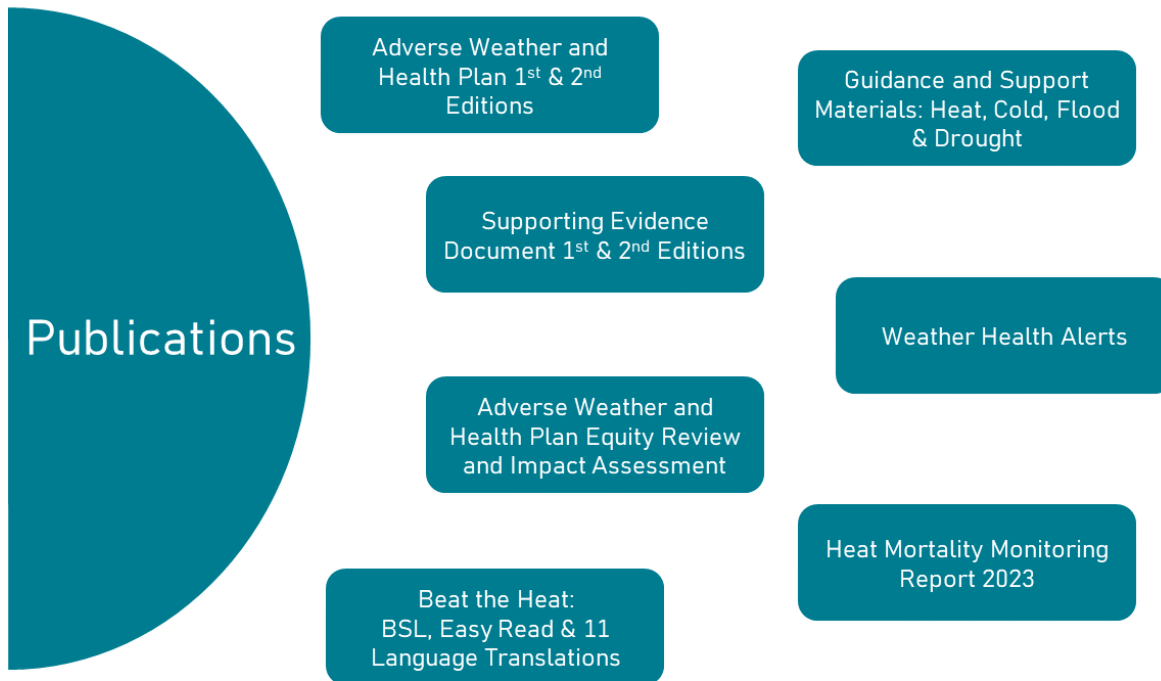 Publications
Adverse Weather and
Health Plan 1st & 2nd
Editions
Supporting Evidence
Document 1st & 2nd Editions
Adverse Weather and
Health Plan Equity Review
and Impact Assessment
Beat the Heat:
BSL, Easy Read & 11
Language Translations
Guidance and Support
Materials: Heat, Cold, Flood
& Drought
Weather Health Alerts
Heat Mortality Monitoring
Report 2023